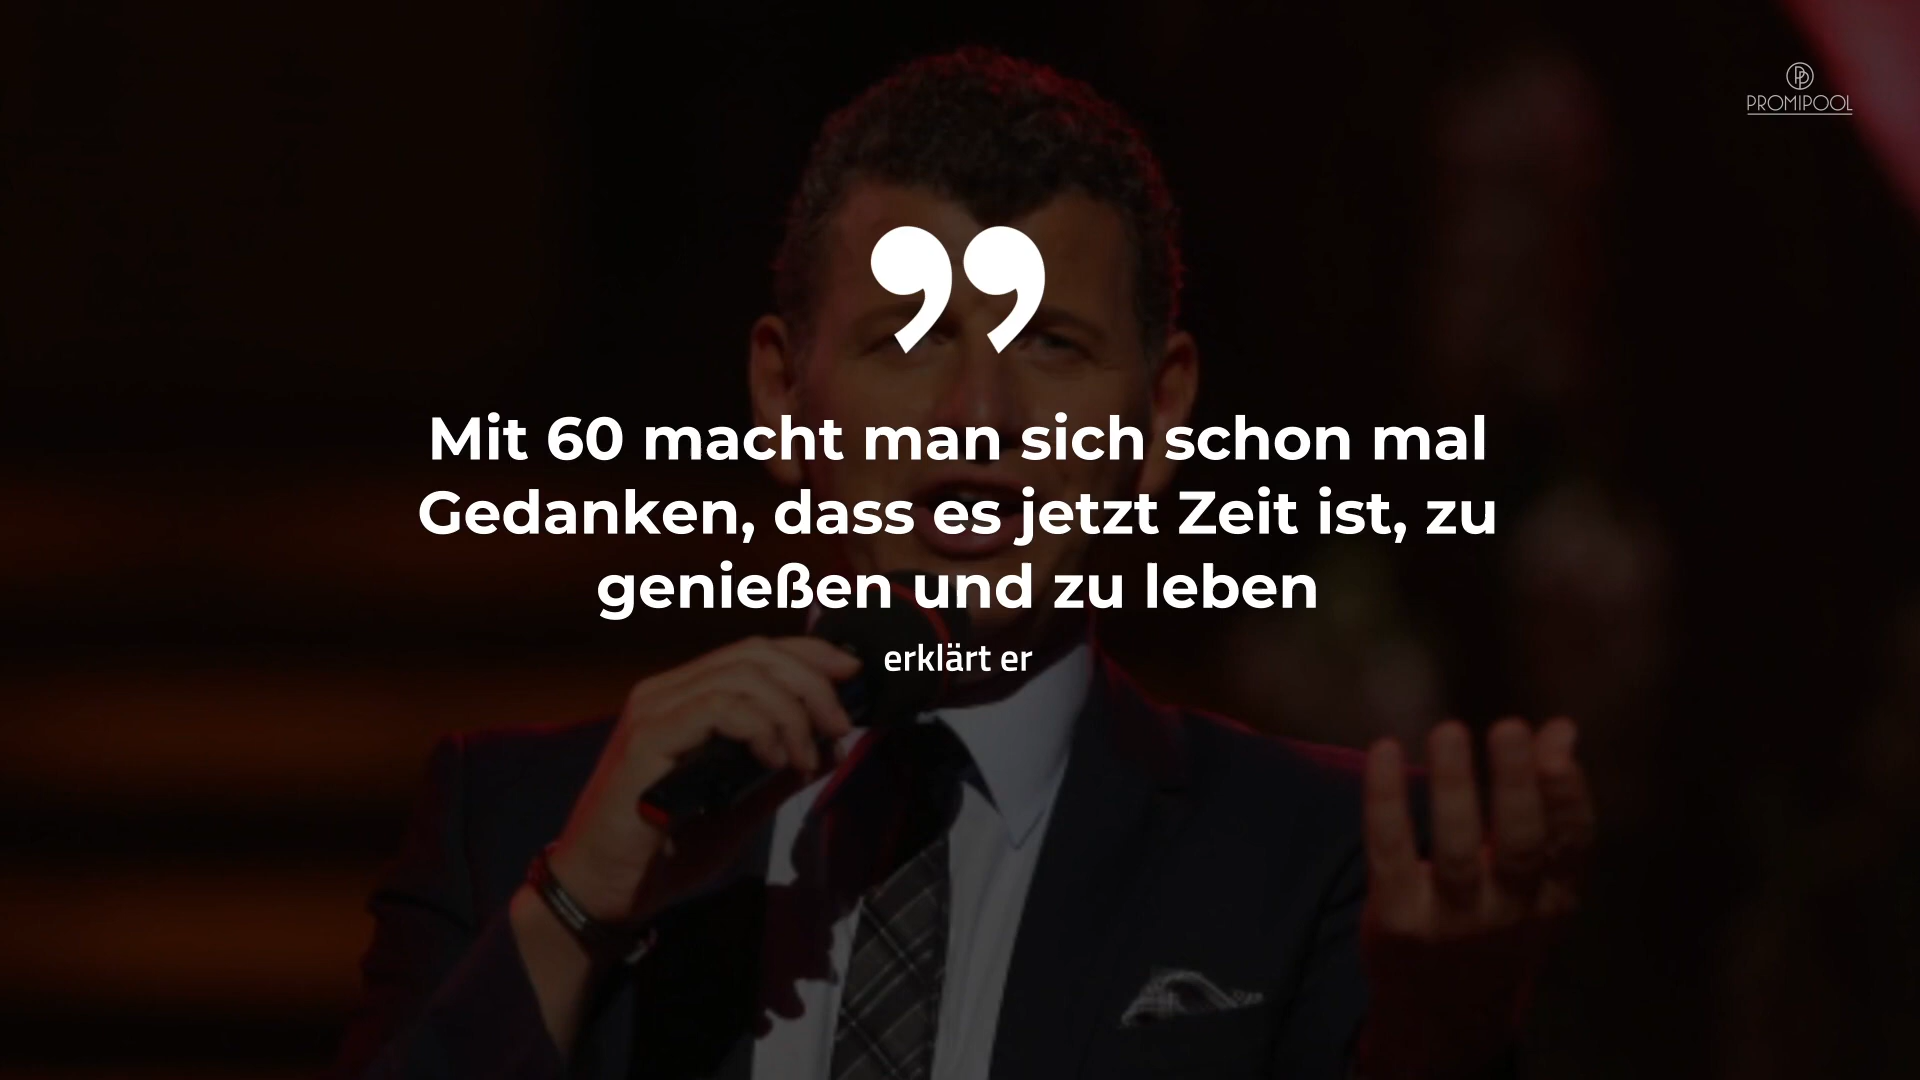 PROMIPOOL
”
Mit 60 macht man sich schon mal
Gedanken, dass es jetzt Zeit ist, zu
genießen und zu leben
erklärt er